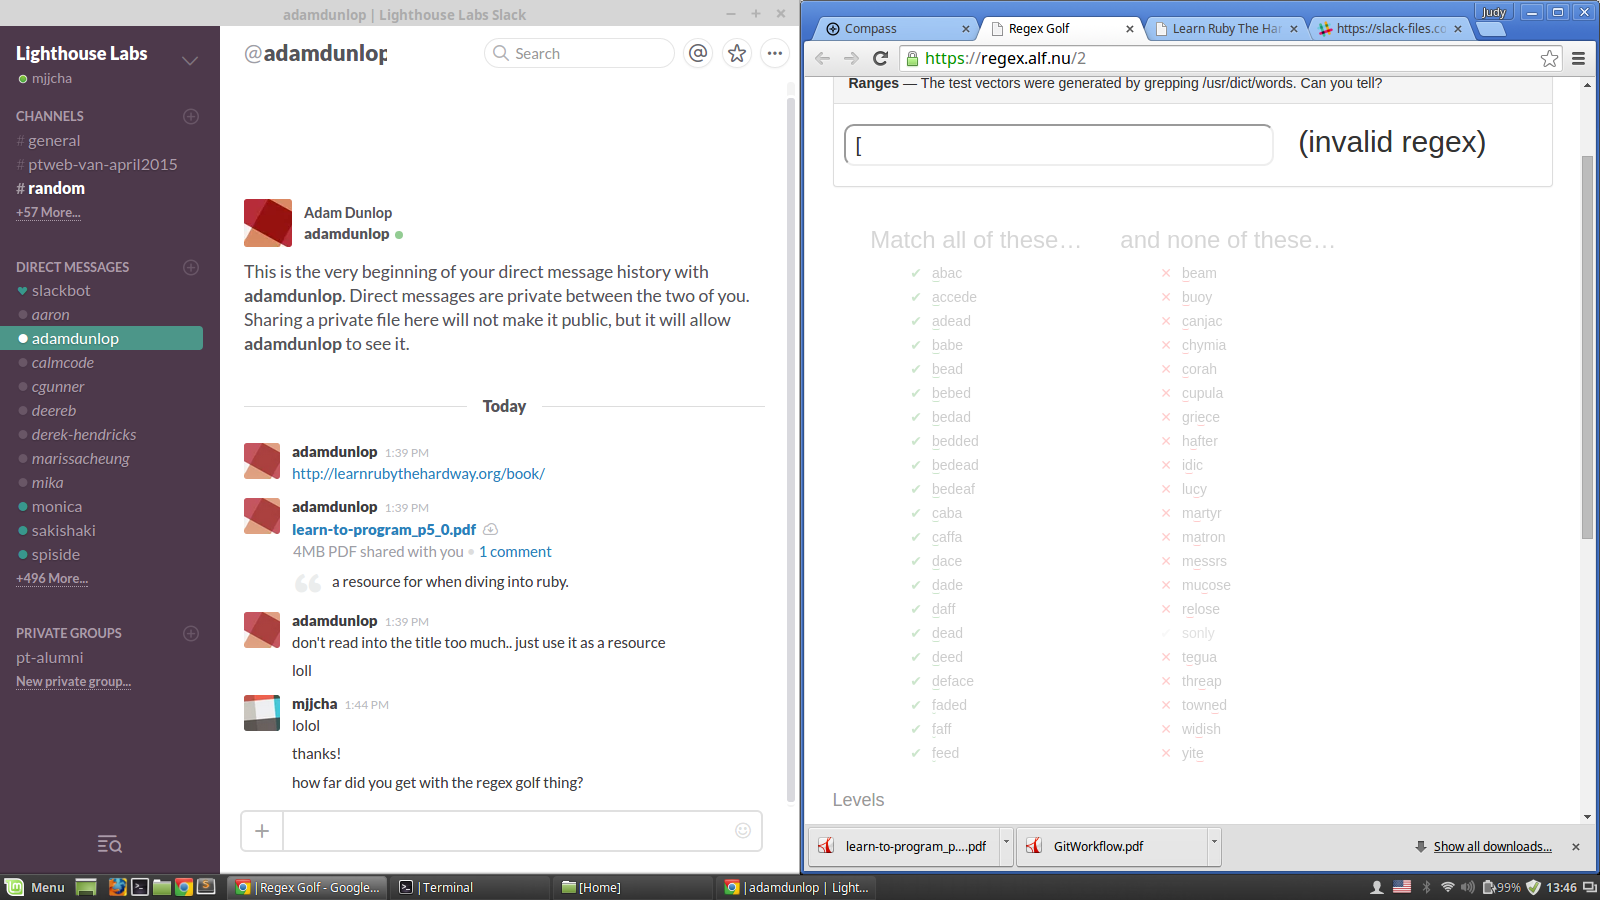 adamdunlop | Lighthouse Labs Slack
Lighthouse Labs
mjjcha
CHANNELS
# general
# ptweb-van-april2015
# random
+57 More...
DIRECT MESSAGES
slackbot
aaron
adamdunlop
calmcode
cgunner
deereb
derek-hendricks
marissacheung
mika
monica
sakishaki
spiside
+496 More...
PRIVATE GROUPS
pt-alumni
New private group...
@adamdunlop
Search
Adam Dunlop
adamdunlop
This is the very beginning of your direct message history with
adamdunlop. Direct messages are private between the two of you.
Sharing a private file here will not make it public, but it will allow
adamdunlop to see it.
Today
adamdunlop 1:39 PM
http://learnrubythehardway.org/book/
adamdunlop 1:39 PM
learn-to-program_p5_0.pdf
4MB PDF shared with you • 1 comment
a resource for when diving into ruby.
adamdunlop 1:39 PM
don't read into the title too much.. just use it as a resource
loll
mjjcha 1:44 PM
lolol
thanks!
how far did you get with the regex golf thing?
Judy
Compass
Regex Golf
Learn Ruby The Har
https://slack-files.co
https://regex.alf.nu/2
Ranges — The test vectors were generated by grepping /usr/dict/words. Can you tell?
[
(invalid regex)
Match all of these…
abac
accede
adead
babe
bead
bebed
bedad
bedded
bedead
bedeaf
caba
caffa
dace
dade
daff
dead
deed
deface
faded
faff
feed
and none of these…
beam
buoy
canjac
chymia
corah
cupula
griece
hafter
idic
lucy
martyr
matron
messrs
mucose
relose
sonly
tegua
threap
towned
widish
yite
Levels
learn-to-program_p....pdf
GitWorkflow.pdf
Show all downloads...
Menu
Regex Golf - Google...
Terminal
[Home]
adamdunlop | Light...
99%
13:46